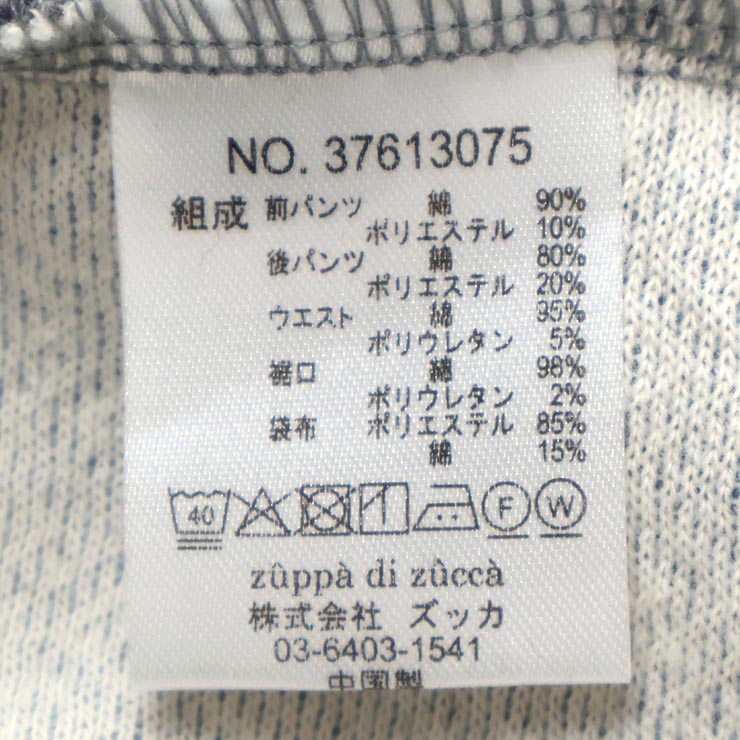 NO. 37613075
組成 前パンツ 綿 90%
ポリエステル 10%
後パンツ 綿 80%
ポリエステル 20%
ウエスト 綿 95%
ポリウレタン 5%
裾口 綿 98%
ポリウレタン 2%
袋布 ポリエステル 85%
綿 15%
40 F W
zûppà di zûccà
株式会社 ズッカ
03-6403-1541
中国製